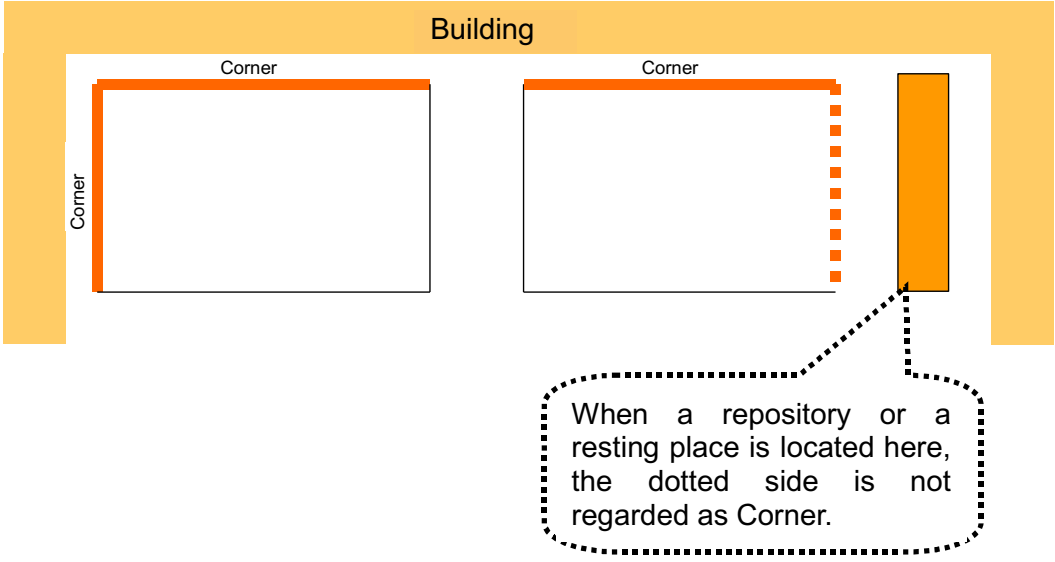 Building
Corner
Corner
Corner
When a repository or a
resting place is located here,
the dotted side is not
regarded as Corner.